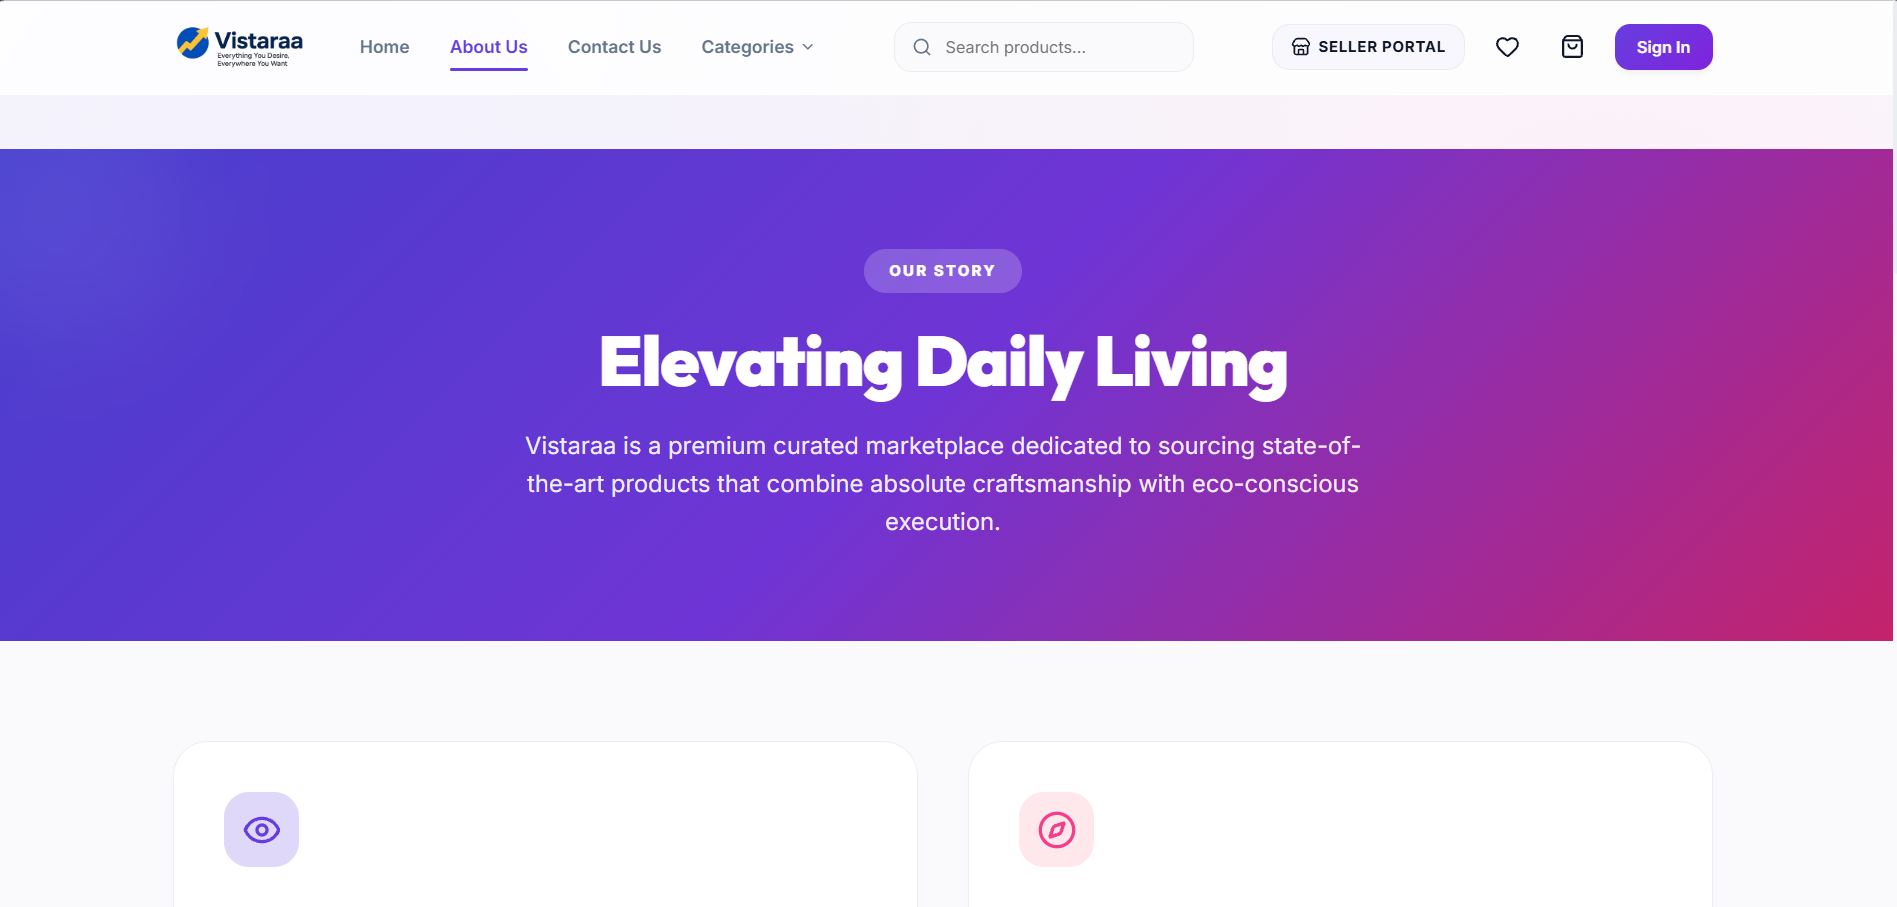 Vistaraa
Everything You Desire,
Everywhere You Want
Home
About Us
Contact Us
Categories
Search products...
SELLER PORTAL
Sign In
OUR STORY
Elevating Daily Living
Vistaraa is a premium curated marketplace dedicated to sourcing state-of-
the-art products that combine absolute craftsmanship with eco-conscious
execution.